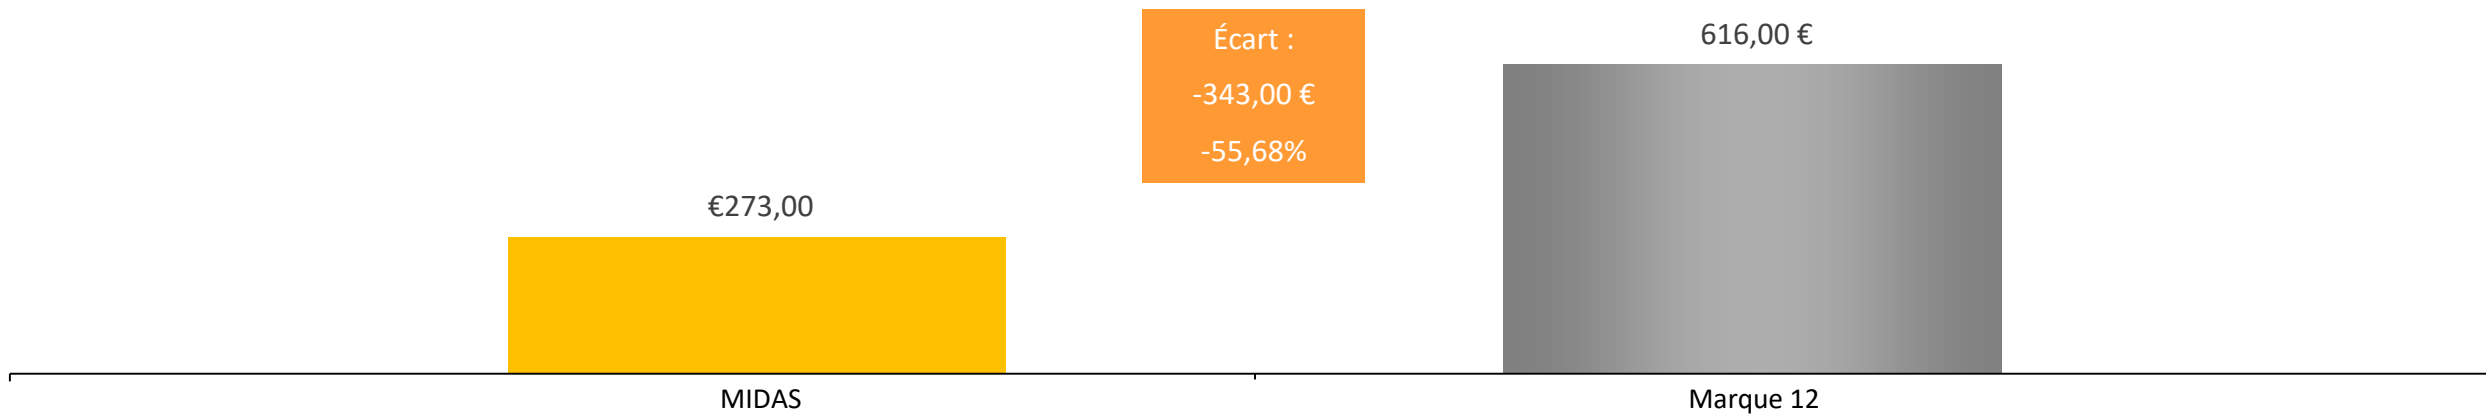 Écart :
-343,00 €
-55,68%
616,00 €
€273,00
MIDAS
Marque 12